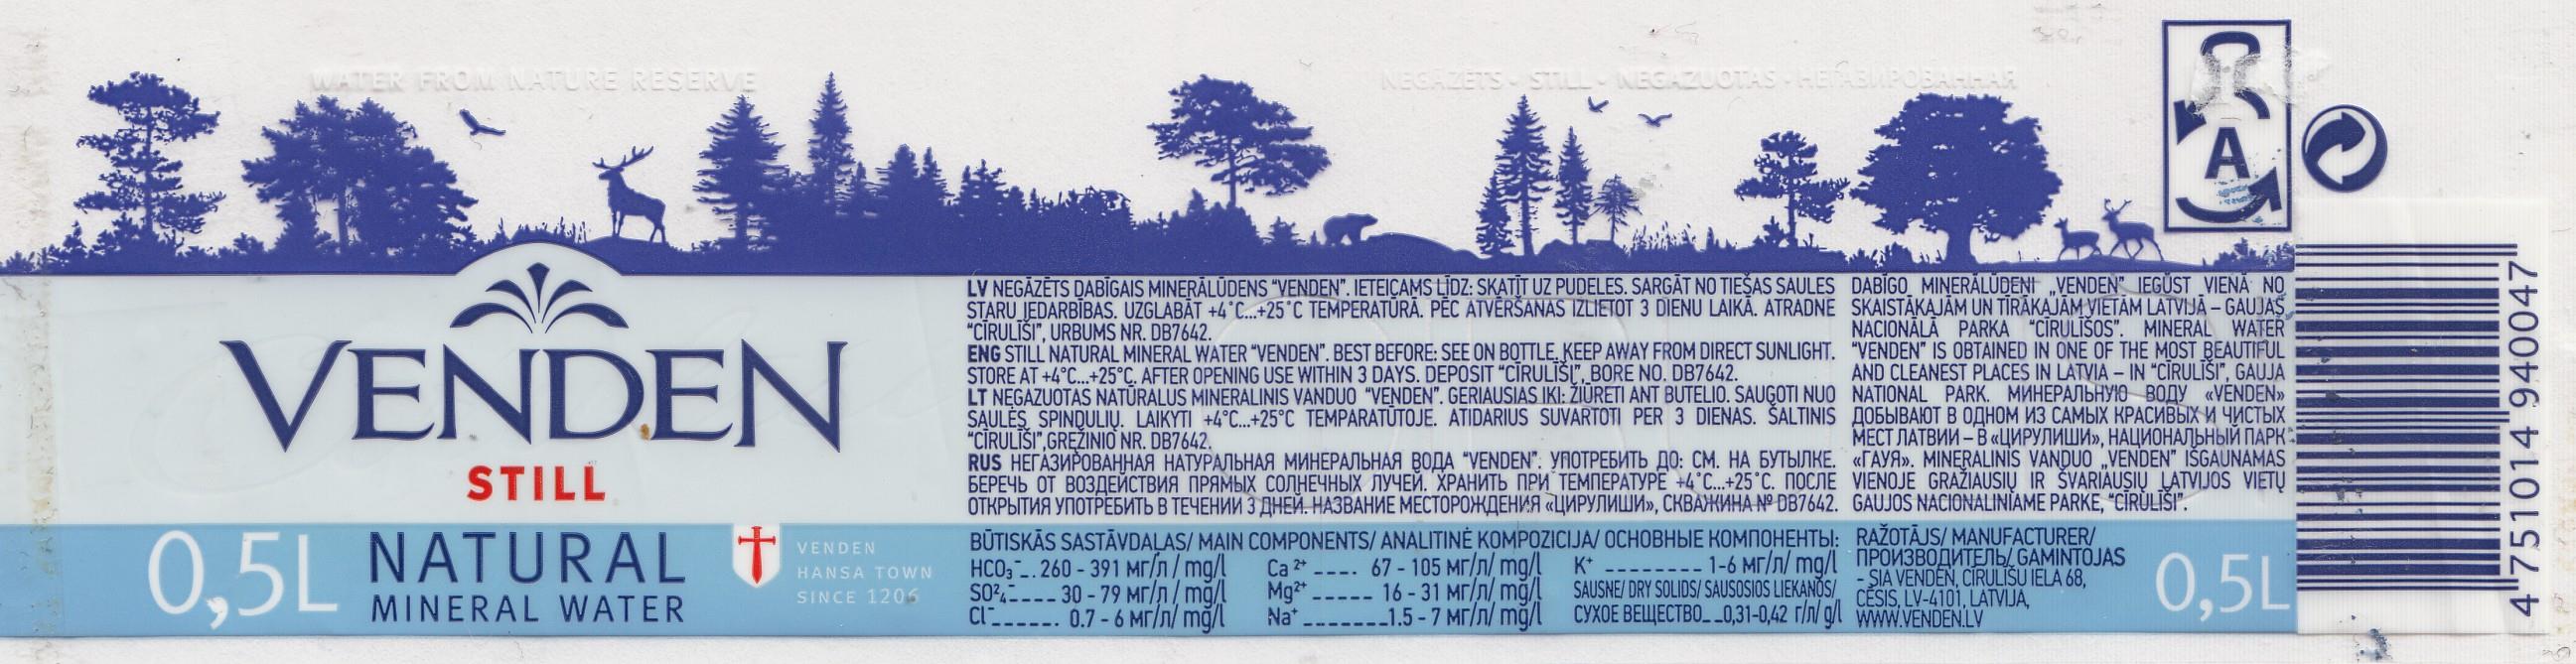 WATER FROM NATURE RESERVE
NEGĀZĒTS • STILL • NEGAZUOTAS • НЕГАЗИРОВАННАЯ
A
VENDEN
STILL
0,5L
NATURAL
MINERAL WATER
VENDEN
HANSA TOWN
SINCE 1206
LV NEGĀZĒTS DABĪGAIS MINERĀLŪDENS "VENDEN". IETEICAMS LĪDZ: SKATĪT UZ PUDELES. SARGĀT NO TIEŠAS SAULES
STARU IEDARBĪBAS. UZGLABĀT +4˚C...+25˚C TEMPERATŪRĀ. PĒC ATVĒRŠANAS IZLIETOT 3 DIENU LAIKĀ. ATRADNE
"CĪRULĪŠI", URBUMS NR. DB7642.
ENG STILL NATURAL MINERAL WATER "VENDEN". BEST BEFORE: SEE ON BOTTLE. KEEP AWAY FROM DIRECT SUNLIGHT.
STORE AT +4°C...+25°C. AFTER OPENING USE WITHIN 3 DAYS. DEPOSIT "CĪRULĪŠI", BORE NO. DB7642.
LT NEGAZUOTAS NATŪRALUS MINERALINIS VANDUO "VENDEN". GERIAUSIAS IKI: ŽIŪRĖTI ANT BUTELIO. SAUGOTI NUO
SAULĖS SPINDULIŲ. LAIKYTI +4°C...+25°C TEMPARATŪTOJE. ATIDARIUS SUVARTOTI PER 3 DIENAS. ŠALTINIS
"CĪRULĪŠI",GRĘŽINIO NR. DB7642.
RUS НЕГАЗИРОВАННАЯ НАТУРАЛЬНАЯ МИНЕРАЛЬНАЯ ВОДА "VENDEN". УПОТРЕБИТЬ ДО: СМ. НА БУТЫЛКЕ.
БЕРЕЧЬ ОТ ВОЗДЕЙСТВИЯ ПРЯМЫХ СОЛНЕЧНЫХ ЛУЧЕЙ. ХРАНИТЬ ПРИ ТЕМПЕРАТУРЕ +4°C...+25°C. ПОСЛЕ
ОТКРЫТИЯ УПОТРЕБИТЬ В ТЕЧЕНИИ 3 ДНЕЙ. НАЗВАНИЕ МЕСТОРОЖДЕНИЯ «ЦИРУЛИШИ», СКВАЖИНА № DB7642.
BŪTISKĀS SASTĀVDAĻAS/ MAIN COMPONENTS/ ANALITINĖ KOMPOZICIJA/ ОСНОВНЫЕ КОМПОНЕНТЫ:
HCO₃⁻_. 260 - 391 мг/л / mg/l Ca ²⁺ ____. 67 - 105 мг/л/ mg/l K⁺ ________ 1-6 мг/л/ mg/l
SO²⁻₄____ 30 - 79 мг/л / mg/l Mg²⁺_____ 16 - 31 мг/л/ mg/l SAUSNE/ DRY SOLIDS/ SAUSOSIOS LIEKANOS/
Cl⁻_____. 0.7 - 6 мг/л/ mg/l Na⁺_______1.5 - 7 мг/л/ mg/l СУХОЕ ВЕЩЕСТВО__0,31-0,42 г/л/ g/l
DABĪGO MINERĀLŪDENI „VENDEN" IEGŪST VIENĀ NO
SKAISTĀKAJĀM UN TĪRĀKAJĀM VIETĀM LATVIJĀ – GAUJAS
NACIONĀLĀ PARKA "CĪRULĪŠOS". MINERAL WATER
"VENDEN" IS OBTAINED IN ONE OF THE MOST BEAUTIFUL
AND CLEANEST PLACES IN LATVIA – IN "CĪRULĪŠI", GAUJA
NATIONAL PARK. МИНЕРАЛЬНУЮ ВОДУ «VENDEN»
ДОБЫВАЮТ В ОДНОМ ИЗ САМЫХ КРАСИВЫХ И ЧИСТЫХ
МЕСТ ЛАТВИИ – В «ЦИРУЛИШИ», НАЦИОНАЛЬНЫЙ ПАРК
«ГАУЯ». MINERALINIS VANDUO „VENDEN" IŠGAUNAMAS
VIENOJE GRAŽIAUSIŲ IR ŠVARIAUSIŲ LATVIJOS VIETŲ
GAUJOS NACIONALINIAME PARKE, "CĪRULĪŠI".
RAŽOTĀJS/ MANUFACTURER/
ПРОИЗВОДИТЕЛЬ/ GAMINTOJAS
- SIA VENDEN, CĪRULĪŠU IELA 68,
CĒSIS, LV-4101, LATVIJA,
WWW.VENDEN.LV
0,5L
4 751014 940047